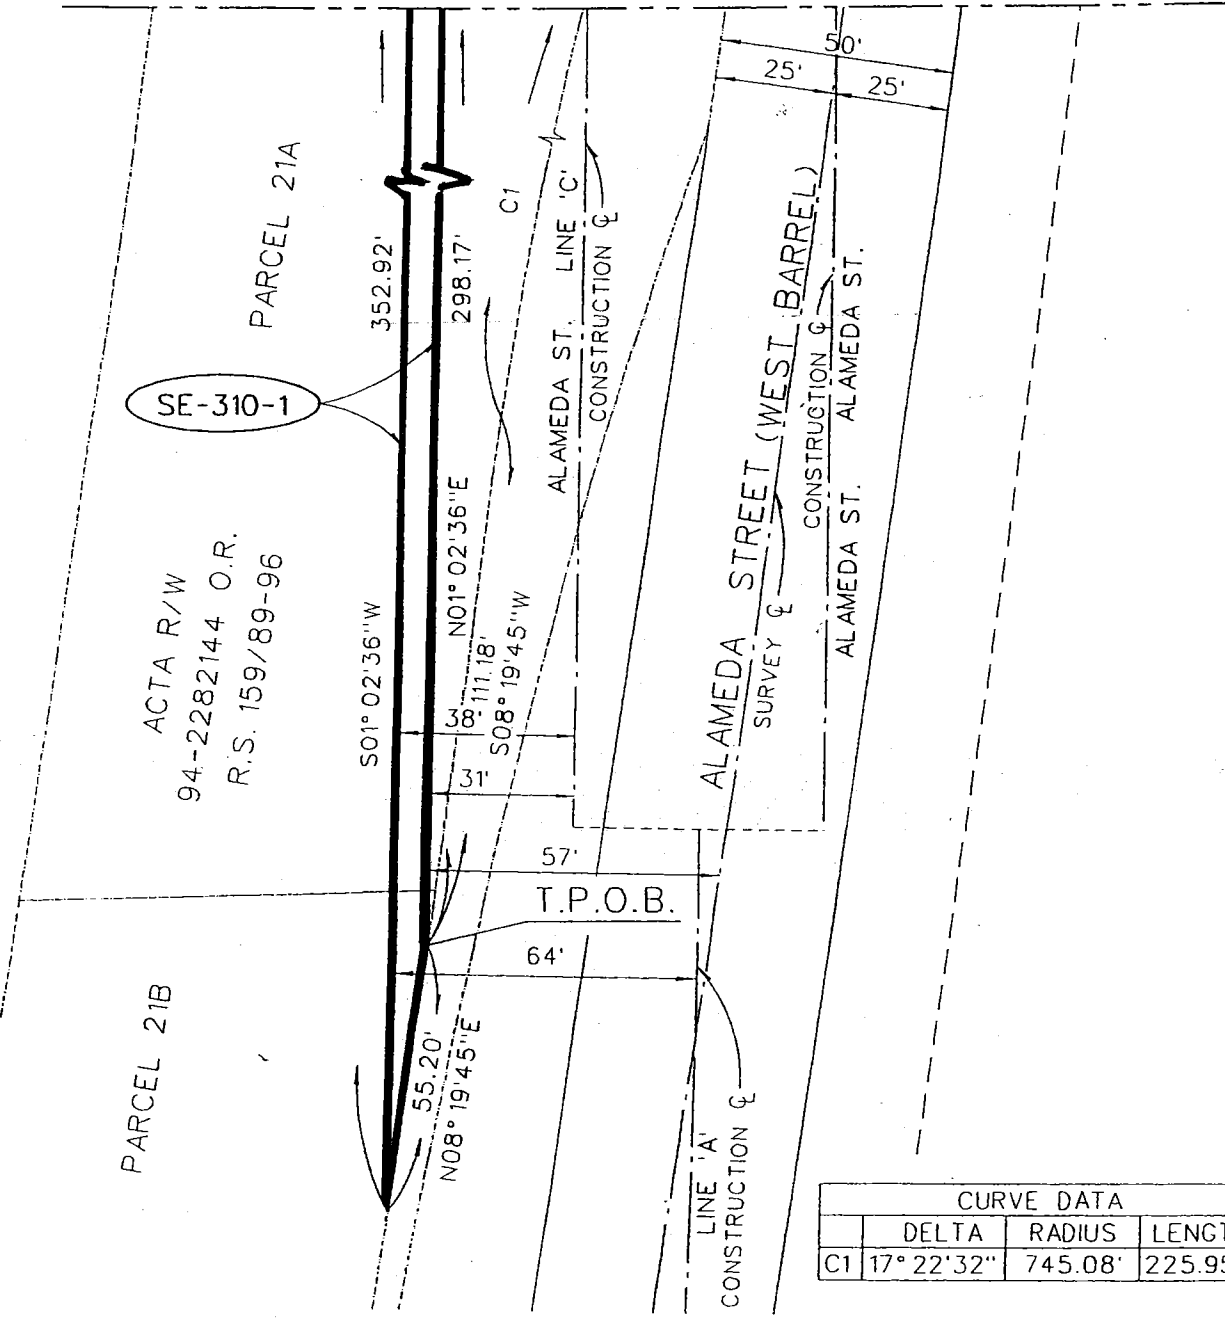 50'
25'
25'
PARCEL 21A
C1
352.92'
298.17'
ALAMEDA ST. LINE 'C'
CONSTRUCTION ℄
SE-310-1
ALAMEDA STREET (WEST BARREL)
SURVEY ℄
CONSTRUCTION ℄
ALAMEDA ST. ALAMEDA ST.
ACTA R/W
94-2282144 O.R.
R.S. 159/89-96
S01°02'36"W
N01°02'36"E
111.18'
S08°19'45"W
38'
31'
57'
T.P.O.B.
64'
PARCEL 21B
55.20'
N08°19'45"E
LINE 'A'
CONSTRUCTION ℄
CURVE DATA
DELTA RADIUS LENGT
C1 17°22'32" 745.08' 225.95